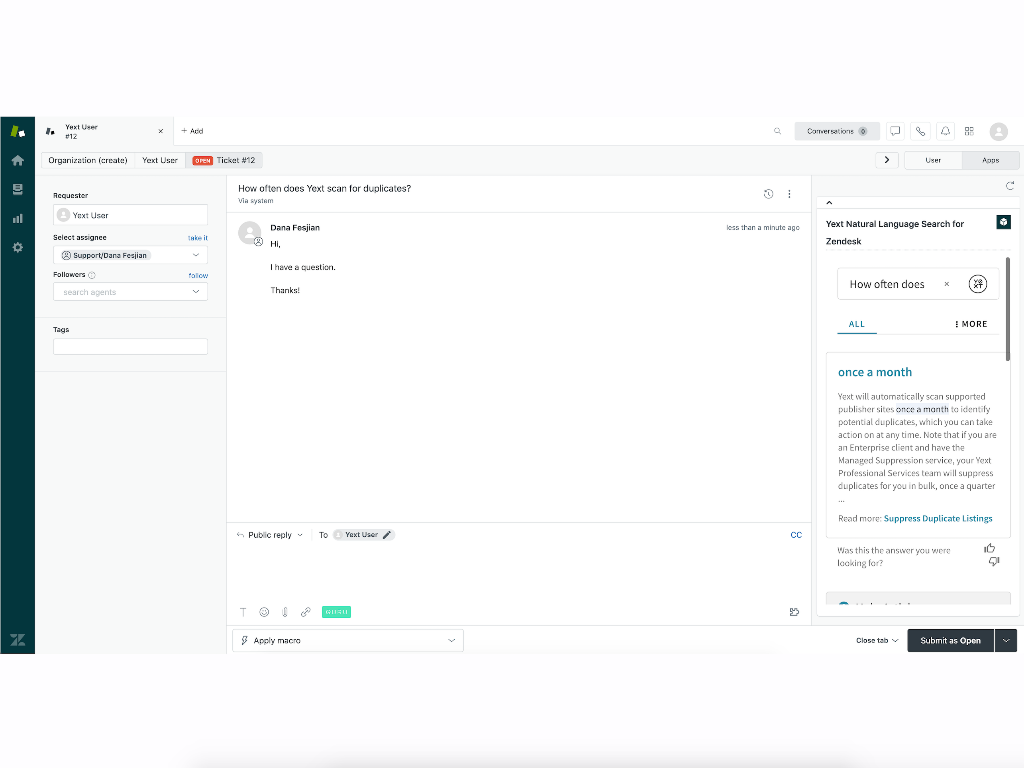 Yext User
#12
+ Add
Conversations 0
Organization (create)
Yext User
OPEN Ticket #12
User
Apps
Requester
Yext User
Select assignee
take it
Support/Dana Fesjian
Followers
follow
search agents
Tags
How often does Yext scan for duplicates?
Via system
Dana Fesjian
less than a minute ago
Hi,
I have a question.
Thanks!
Public reply
To
Yext User
CC
Apply macro
Close tab
Submit as Open
Yext Natural Language Search for
Zendesk
How often does
YEXT
ALL
MORE
once a month
Yext will automatically scan supported
publisher sites once a month to identify
potential duplicates, which you can take
action on at any time. Note that if you are
an Enterprise client and have the
Managed Suppression service, your Yext
Professional Services team will suppress
duplicates for you in bulk, once a quarter
...
Read more: Suppress Duplicate Listings
Was this the answer you were
looking for?